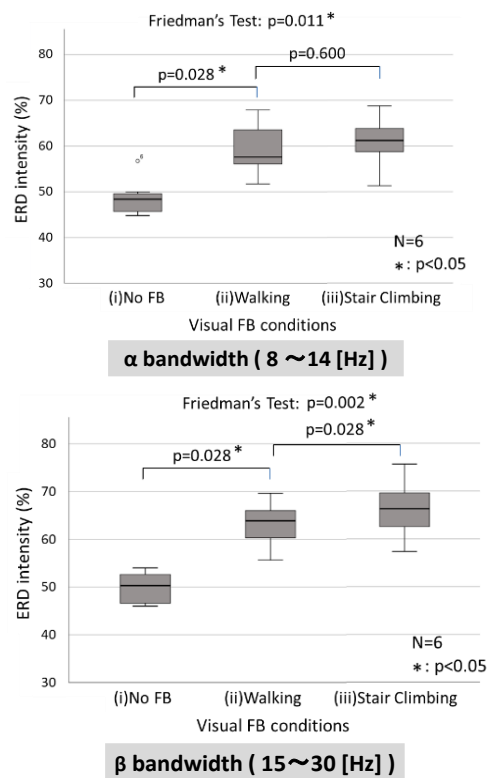 Friedman's Test: p=0.011*
p=0.028 *
p=0.600
ERD intensity (%)
80
70
60
50
40
30
N=6
*: p<0.05
(i)No FB
(ii)Walking
(iii)Stair Climbing
Visual FB conditions
α bandwidth ( 8 ～14 [Hz] )
Friedman's Test: p=0.002 *
p=0.028 *
p=0.028 *
ERD intensity (%)
80
70
60
50
40
30
N=6
*: p<0.05
(i)No FB
(ii)Walking
(iii)Stair Climbing
Visual FB conditions
β bandwidth ( 15～30 [Hz] )